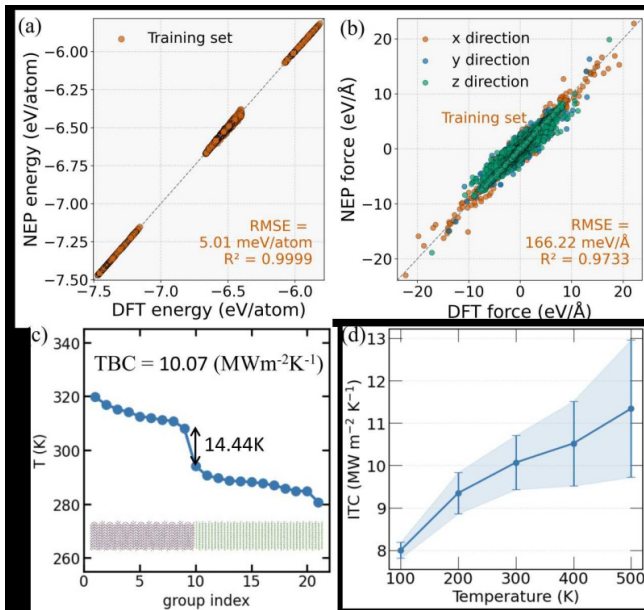 (a)
Training set
NEP energy (eV/atom)
−6.00
−6.25
−6.50
−6.75
−7.00
−7.25
−7.50
RMSE =
5.01 meV/atom
R² = 0.9999
−7.5 −7.0 −6.5 −6.0
DFT energy (eV/atom)
(b)
x direction
y direction
z direction
Training set
NEP force (eV/Å)
20
10
0
−10
−20
RMSE =
166.22 meV/Å
R² = 0.9733
−20 −10 0 10 20
DFT force (eV/Å)
c)
TBC = 10.07 (MWm⁻²K⁻¹)
14.44K
T (K)
340
320
300
280
260
0 5 10 15 20
group index
(d)
ITC (MW m⁻² K⁻¹)
13
12
11
10
9
8
100 200 300 400 500
Temperature (K)